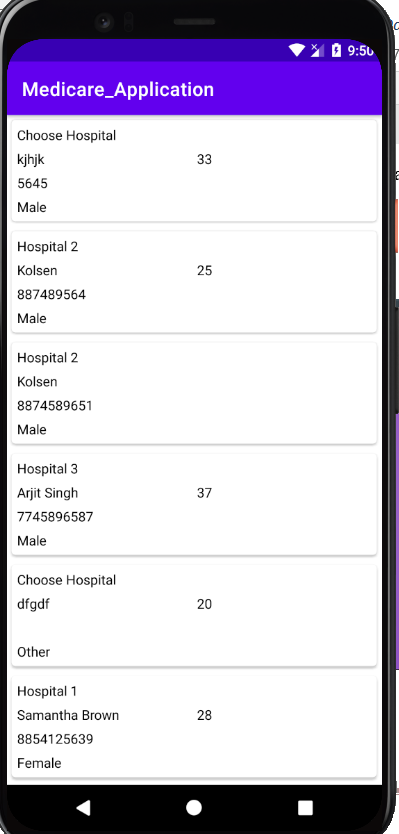 9:50
Medicare_Application
Choose Hospital
kjhjk 33
5645
Male
Hospital 2
Kolsen 25
887489564
Male
Hospital 2
Kolsen
8874589651
Male
Hospital 3
Arjit Singh 37
7745896587
Male
Choose Hospital
dfgdf 20
Other
Hospital 1
Samantha Brown 28
8854125639
Female